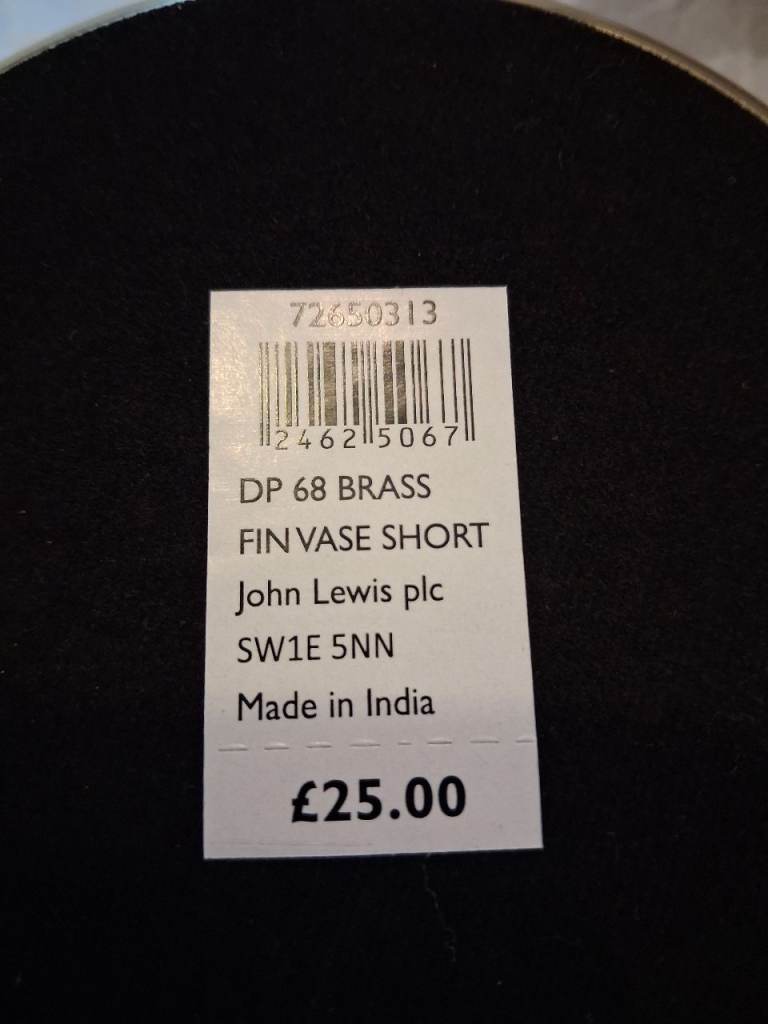 72650313
2462 5067
DP 68 BRASS
FIN VASE SHORT
John Lewis plc
SW1E 5NN
Made in India
£25.00